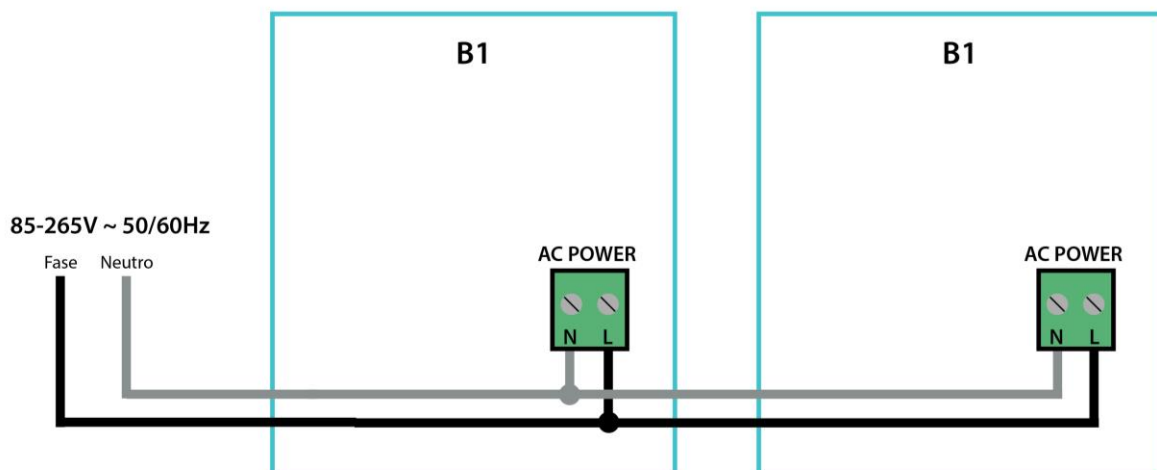 B1
B1
85-265V ~ 50/60Hz
Fase Neutro
AC POWER
AC POWER
N L
N L